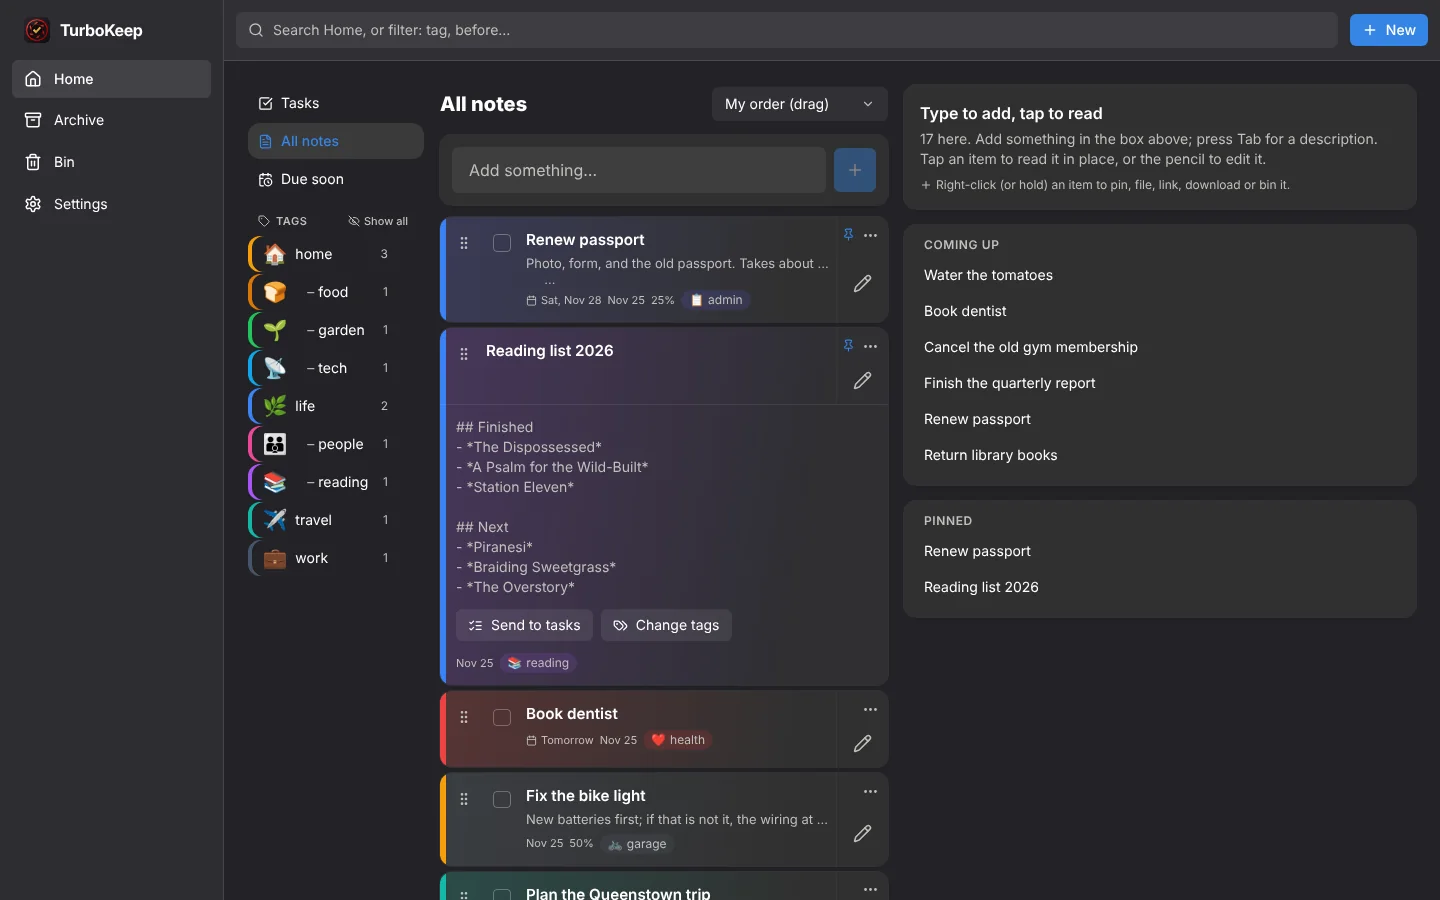 TurboKeep
Search Home, or filter: tag, before...
New
Home
Archive
Bin
Settings
Tasks
All notes
Due soon
TAGS
Show all
home 3
– food 1
– garden 1
– tech 1
life 2
– people 1
– reading 1
travel 1
work 1
All notes
My order (drag)
Add something...
Renew passport
Photo, form, and the old passport. Takes about ...
...
Sat, Nov 28 Nov 25 25% admin
Reading list 2026
## Finished
- *The Dispossessed*
- *A Psalm for the Wild-Built*
- *Station Eleven*
## Next
- *Piranesi*
- *Braiding Sweetgrass*
- *The Overstory*
Send to tasks
Change tags
Nov 25 reading
Book dentist
Tomorrow Nov 25 health
Fix the bike light
New batteries first; if that is not it, the wiring at ...
Nov 25 50% garage
Plan the Queenstown trip
Type to add, tap to read
17 here. Add something in the box above; press Tab for a description.
Tap an item to read it in place, or the pencil to edit it.
+ Right-click (or hold) an item to pin, file, link, download or bin it.
COMING UP
Water the tomatoes
Book dentist
Cancel the old gym membership
Finish the quarterly report
Renew passport
Return library books
PINNED
Renew passport
Reading list 2026